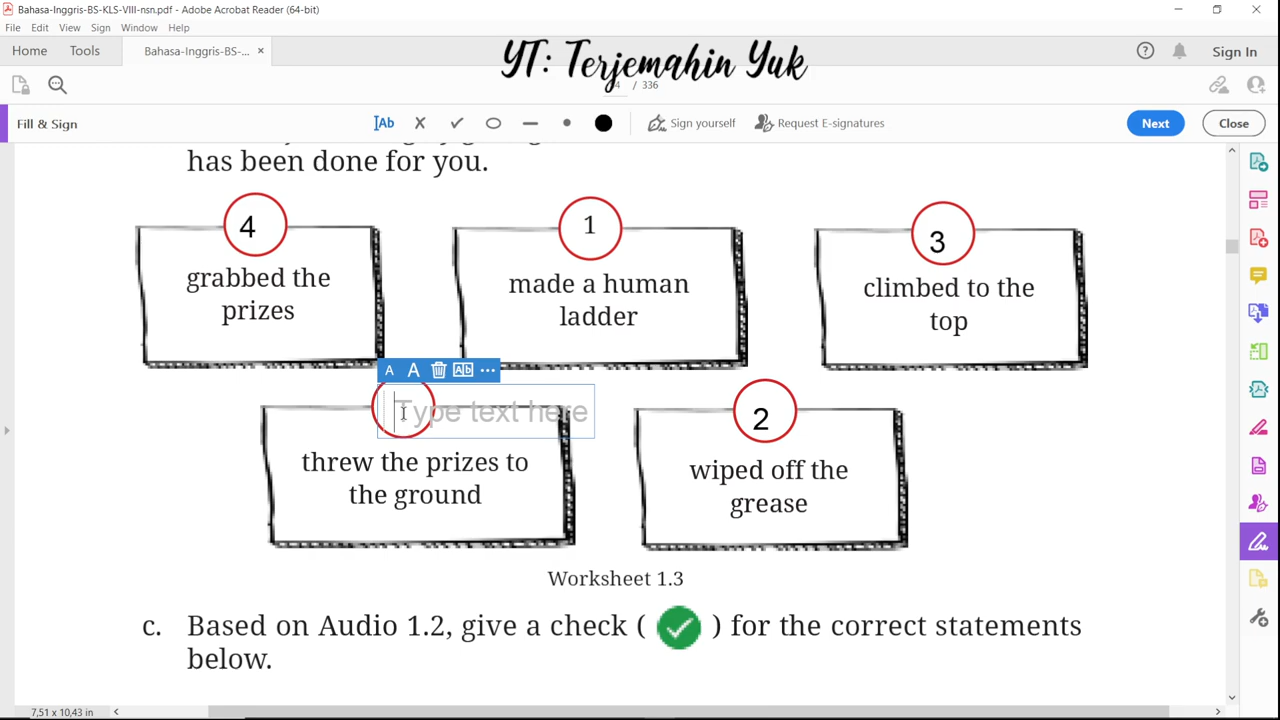 Bahasa-Inggris-BS-KLS-VIII-nsn.pdf - Adobe Acrobat Reader (64-bit)
File Edit View Sign Window Help
Home Tools Bahasa-Inggris-BS-... × Sign In
YT: Terjemahin Yuk
4 / 336
Fill & Sign Ab Sign yourself Request E-signatures Next Close
has been done for you.
4
grabbed the
prizes
1
made a human
ladder
3
climbed to the
top
A A Ab ...
Type text here
threw the prizes to
the ground
2
wiped off the
grease
Worksheet 1.3
c. Based on Audio 1.2, give a check ( ) for the correct statements
below.
7,51 x 10,43 in